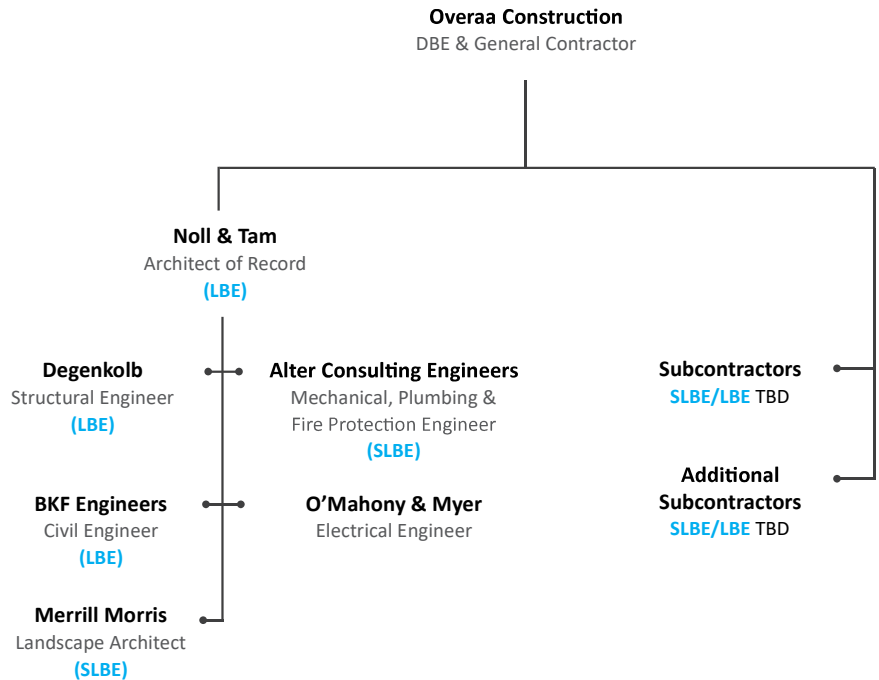 Overaa Construction
DBE & General Contractor
Noll & Tam
Architect of Record
(LBE)
Degenkolb
Structural Engineer
(LBE)
Alter Consulting Engineers
Mechanical, Plumbing &
Fire Protection Engineer
(SLBE)
Subcontractors
SLBE/LBE TBD
BKF Engineers
Civil Engineer
(LBE)
O’Mahony & Myer
Electrical Engineer
Additional
Subcontractors
SLBE/LBE TBD
Merrill Morris
Landscape Architect
(SLBE)